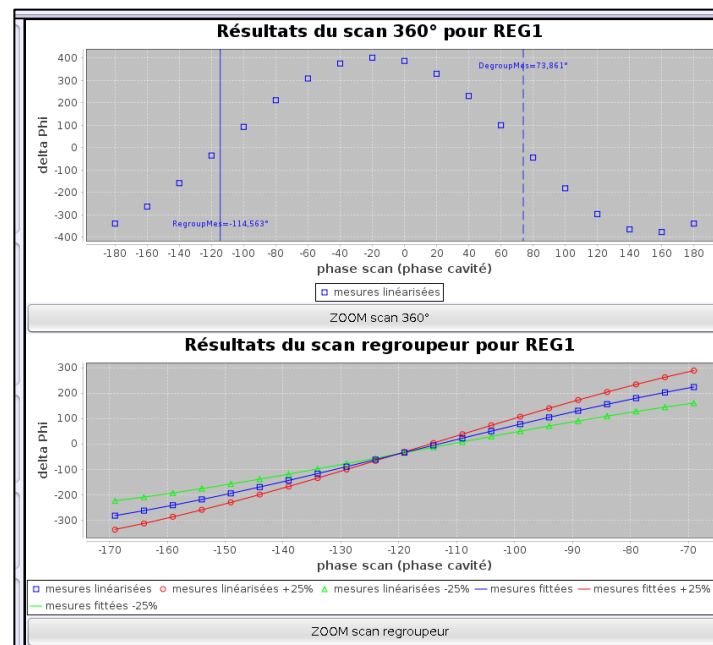 Résultats du scan 360° pour REG1
delta Phi
400
300
200
100
0
-100
-200
-300
-400
DegroupMes=73,861°
RegroupMes=-114,563°
-180 -160 -140 -120 -100 -80 -60 -40 -20 0 20 40 60 80 100 120 140 160 180
phase scan (phase cavité)
mesures linéarisées
ZOOM scan 360°
Résultats du scan regroupeur pour REG1
delta Phi
300
200
100
0
-100
-200
-300
-170 -160 -150 -140 -130 -120 -110 -100 -90 -80 -70
phase scan (phase cavité)
mesures linéarisées mesures linéarisées +25% mesures linéarisées -25% mesures fittées mesures fittées +25%
mesures fittées -25%
ZOOM scan regroupeur